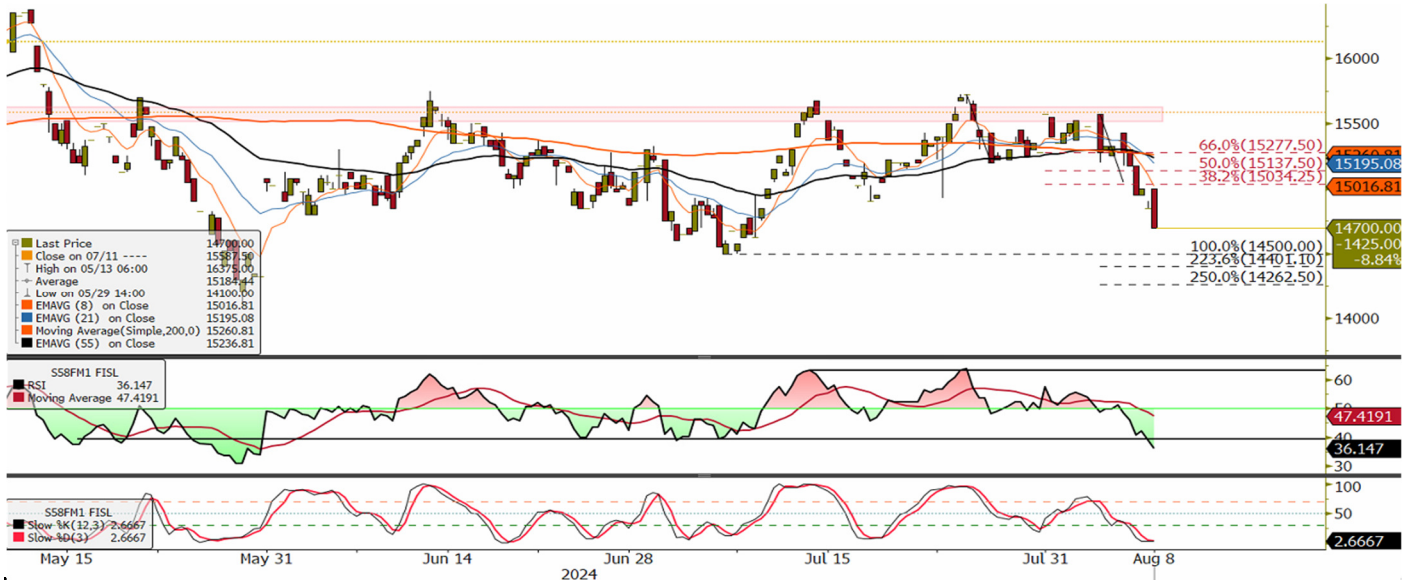 16000
15500
66.0%(15277.50)
50.0%(15137.50)
38.2%(15034.25)
15260.81
15195.08
15016.81
14700.00
-1425.00
-8.84%
100.0%(14500.00)
223.6%(14401.10)
250.0%(14262.50)
14000
Last Price 14700.00
Close on 07/11 ---- 15587.50
High on 05/13 06:00 16375.00
Average 15184.44
Low on 05/29 14:00 14100.00
EMAVG (8) on Close 15016.81
EMAVG (21) on Close 15195.08
Moving Average(Simple,200,0) 15260.81
EMAVG (55) on Close 15236.81
S58FM1 FISL
RSI 36.147
Moving Average 47.4191
60
50
47.4191
40
36.147
30
S58FM1 FISL
Slow %K(12,3) 2.6667
Slow %D(3) 2.6667
100
50
2.6667
May 15 May 31 Jun 14 Jun 28 Jul 15 Jul 31 Aug 8
2024